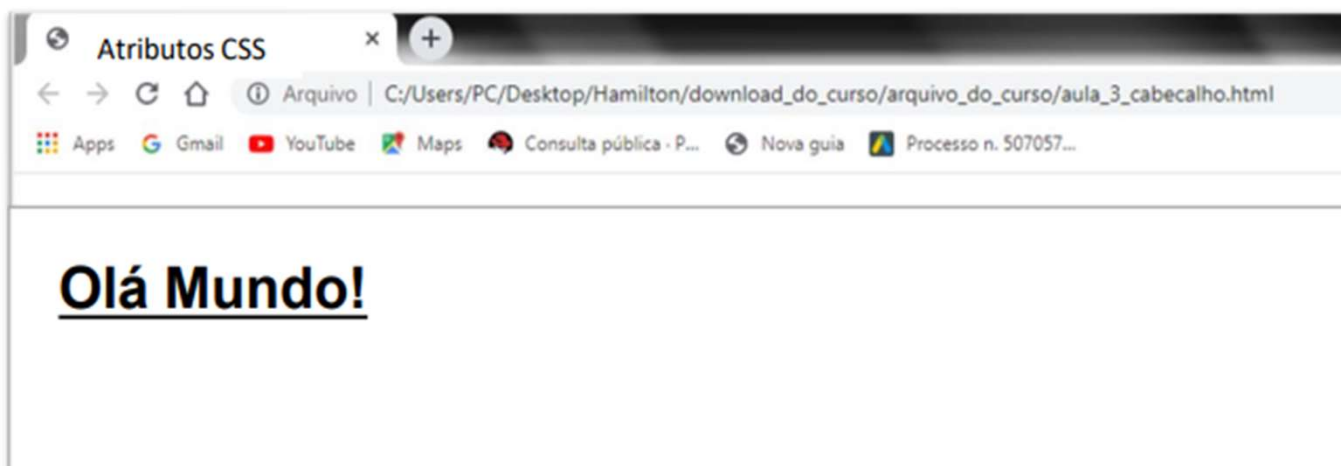 Atributos CSS
Arquivo | C:/Users/PC/Desktop/Hamilton/download_do_curso/arquivo_do_curso/aula_3_cabecalho.html
Apps Gmail YouTube Maps Consulta pública - P... Nova guia Processo n. 507057...
Olá Mundo!